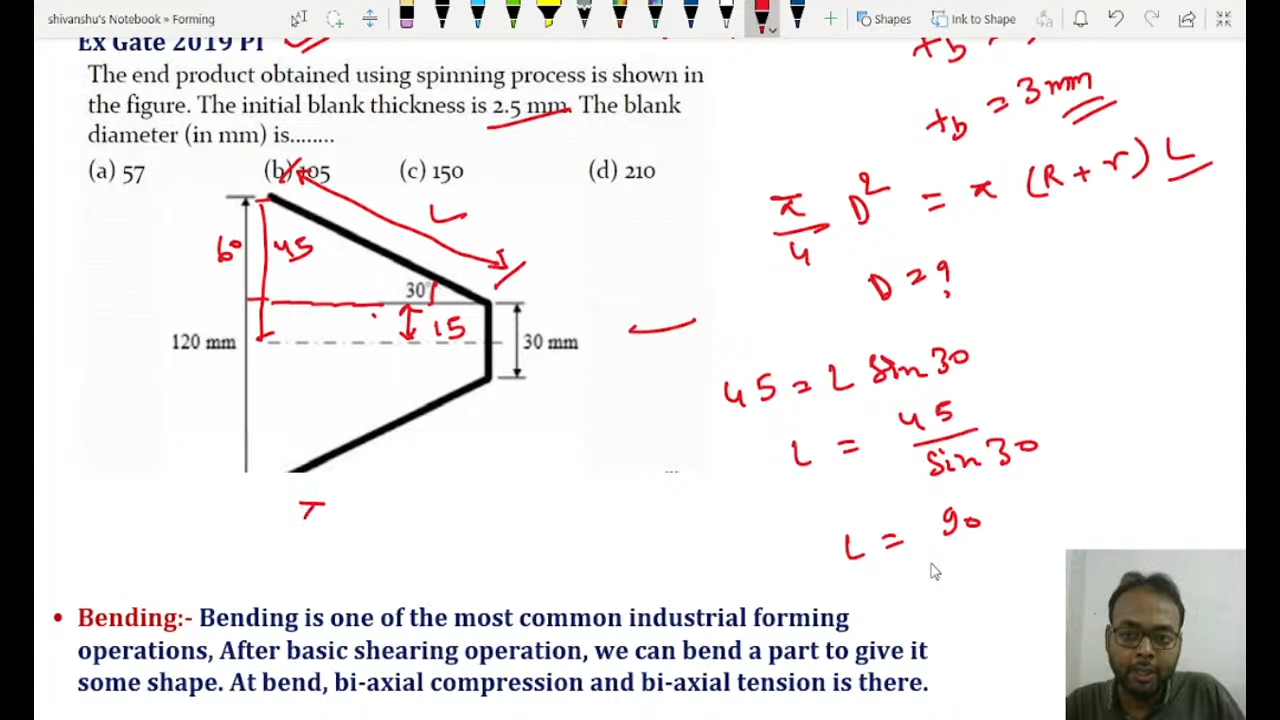 shivanshu's Notebook » Forming
Shapes
Ink to Shape
Ex Gate 2019 PI
The end product obtained using spinning process is shown in
the figure. The initial blank thickness is 2.5 mm. The blank
diameter (in mm) is........
(a) 57 (b) 105 (c) 150 (d) 210
L
60
45
30°
15
120 mm
30 mm
t_b
t_b = 3mm
π/4 D² = π (R + r) L
D = ?
45 = L Sin 30
L = 45/Sin 30
L = 90
• Bending:- Bending is one of the most common industrial forming
operations, After basic shearing operation, we can bend a part to give it
some shape. At bend, bi-axial compression and bi-axial tension is there.